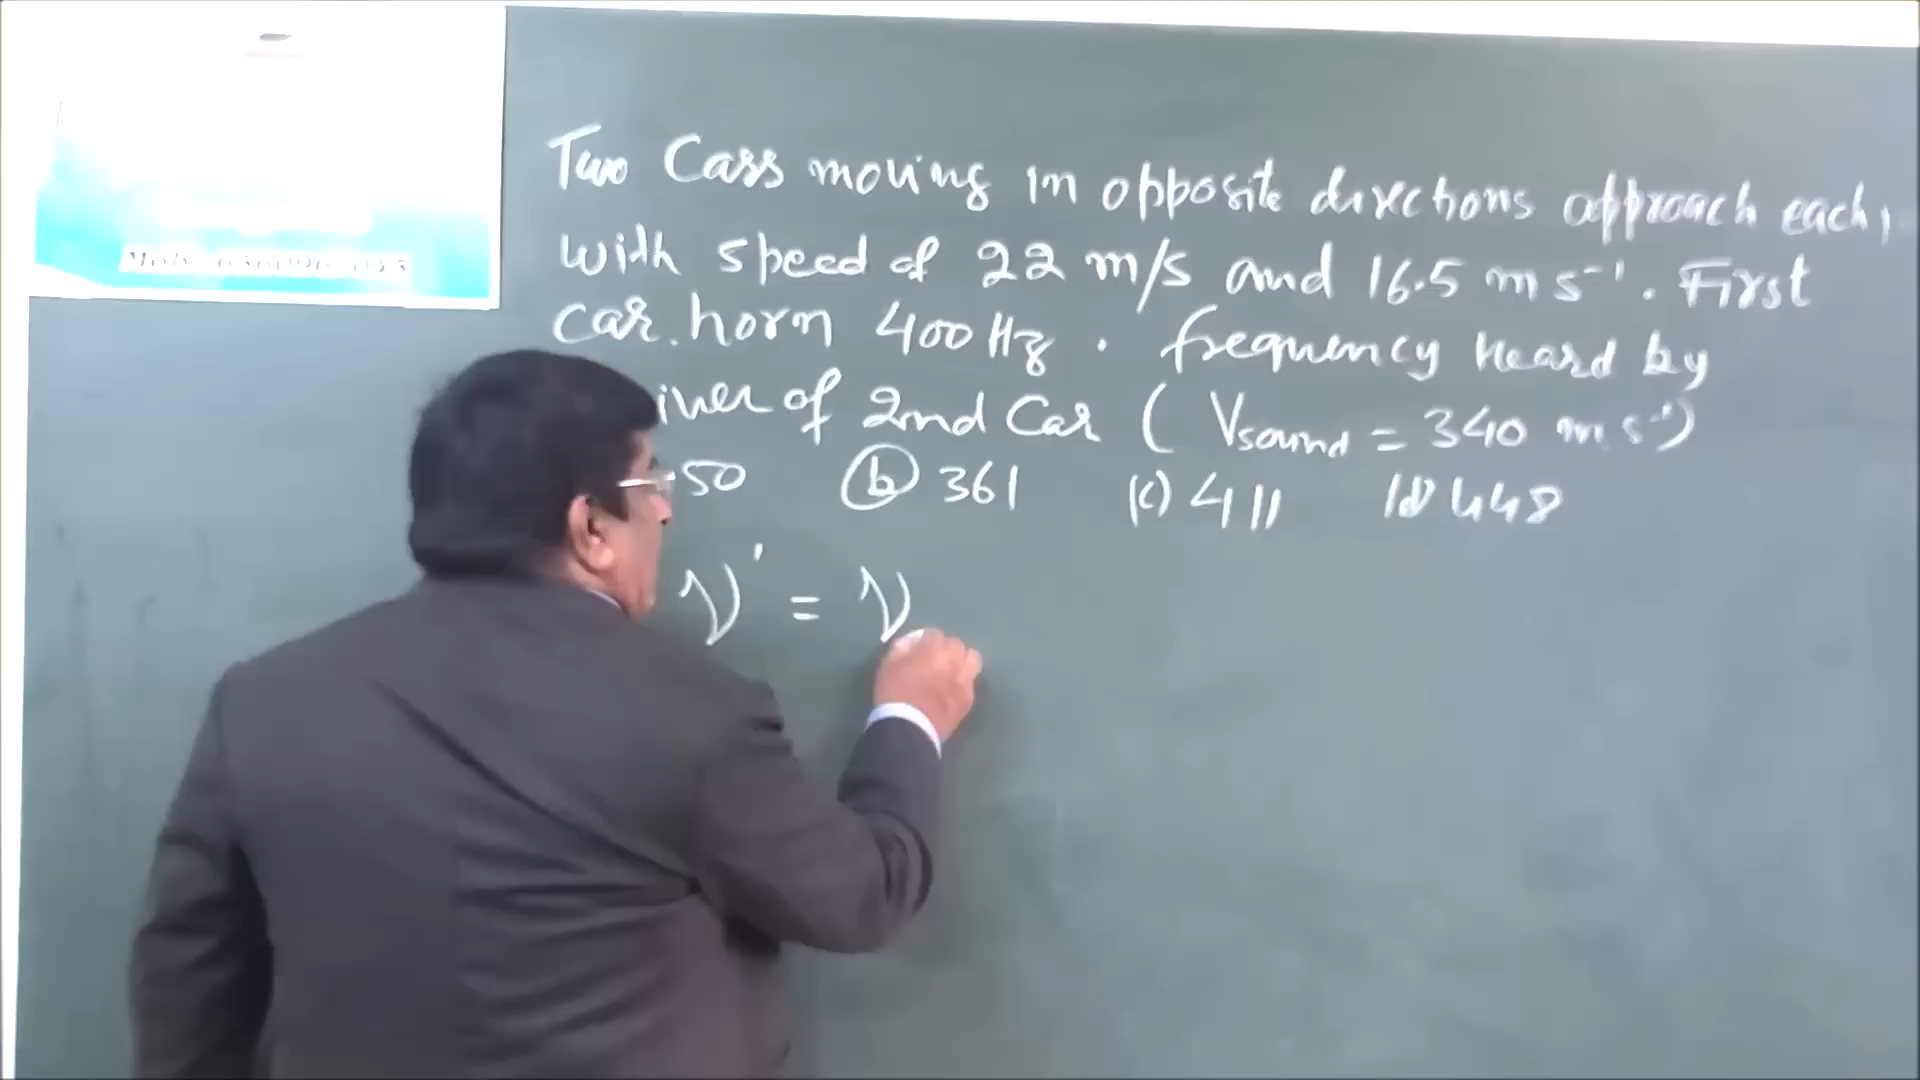 Two Cars moving in opposite directions approach each
with speed of 22 m/s and 16.5 m s⁻¹. First
car. horn 400 Hz. frequency heard by
iver of 2nd Car ( Vsound = 340 m s⁻¹)
50 (b) 361 (c) 411 (d) 448
ν' = ν